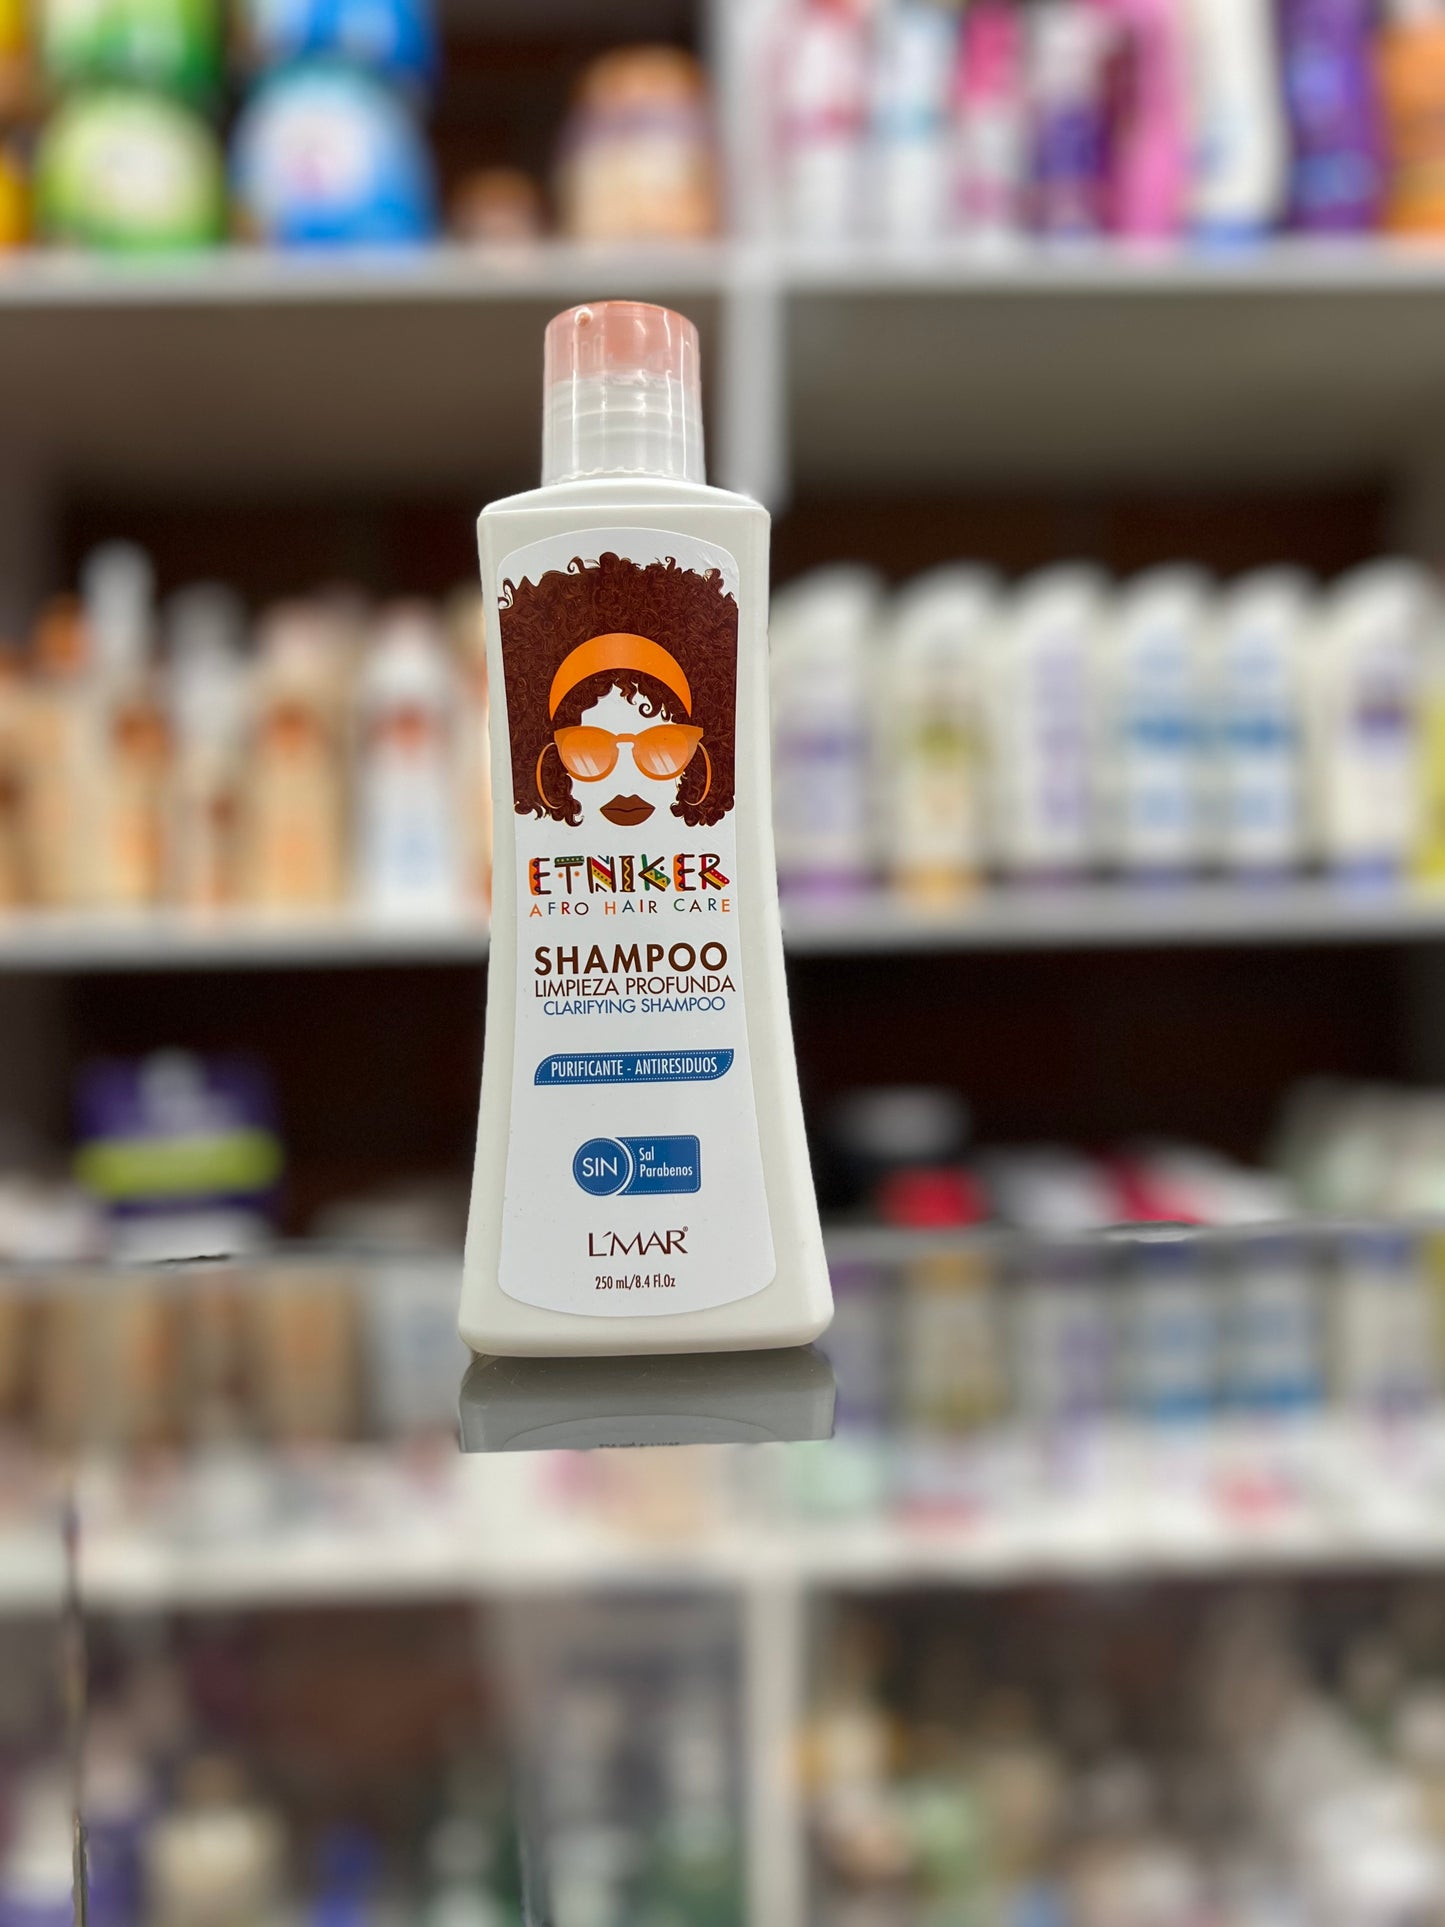 ETNIKER
AFRO HAIR CARE
SHAMPOO
LIMPIEZA PROFUNDA
CLARIFYING SHAMPOO
PURIFICANTE - ANTIRESIDUOS
SIN
Sal
Parabenos
L´MAR®
250 mL/8.4 Fl.Oz